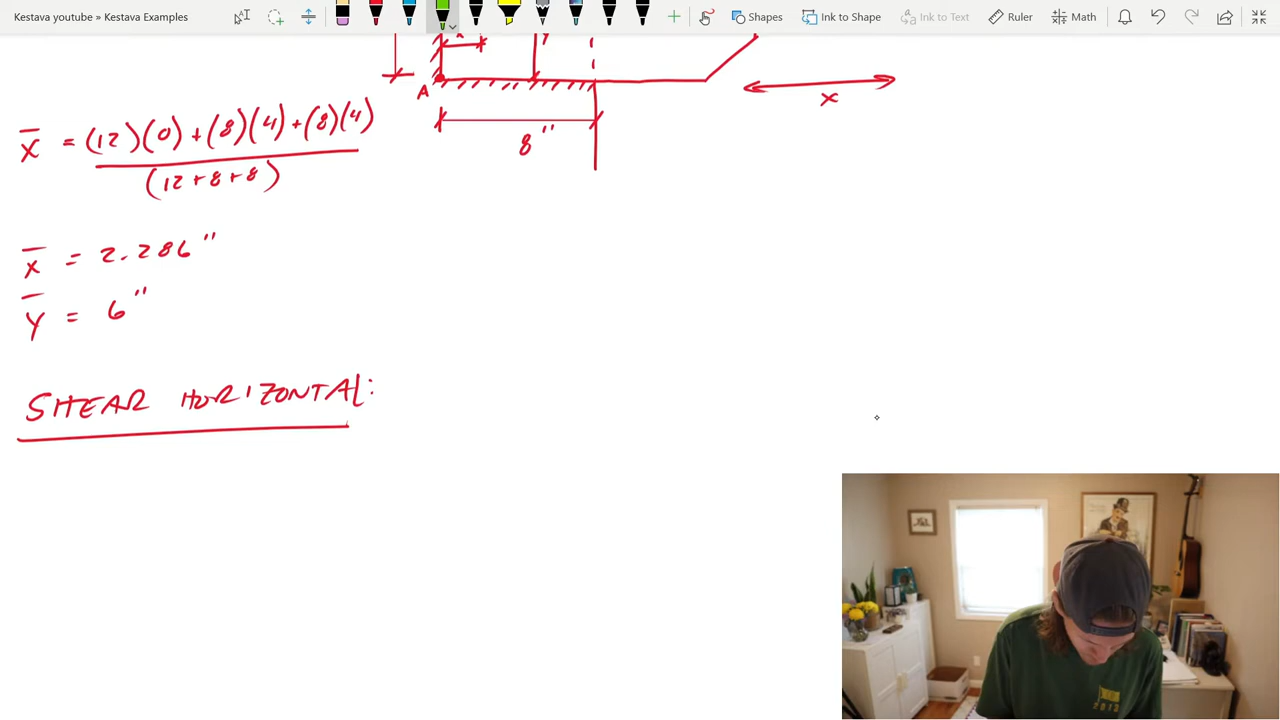 Kestava youtube » Kestava Examples
Shapes
Ink to Shape
Ink to Text
Ruler
Math
A
x
8"
x̄ = (12)(0) + (8)(4) + (8)(4)
(12 + 8 + 8)
x̄ = 2.286"
ȳ = 6"
SHEAR HORIZONTAL:
2013